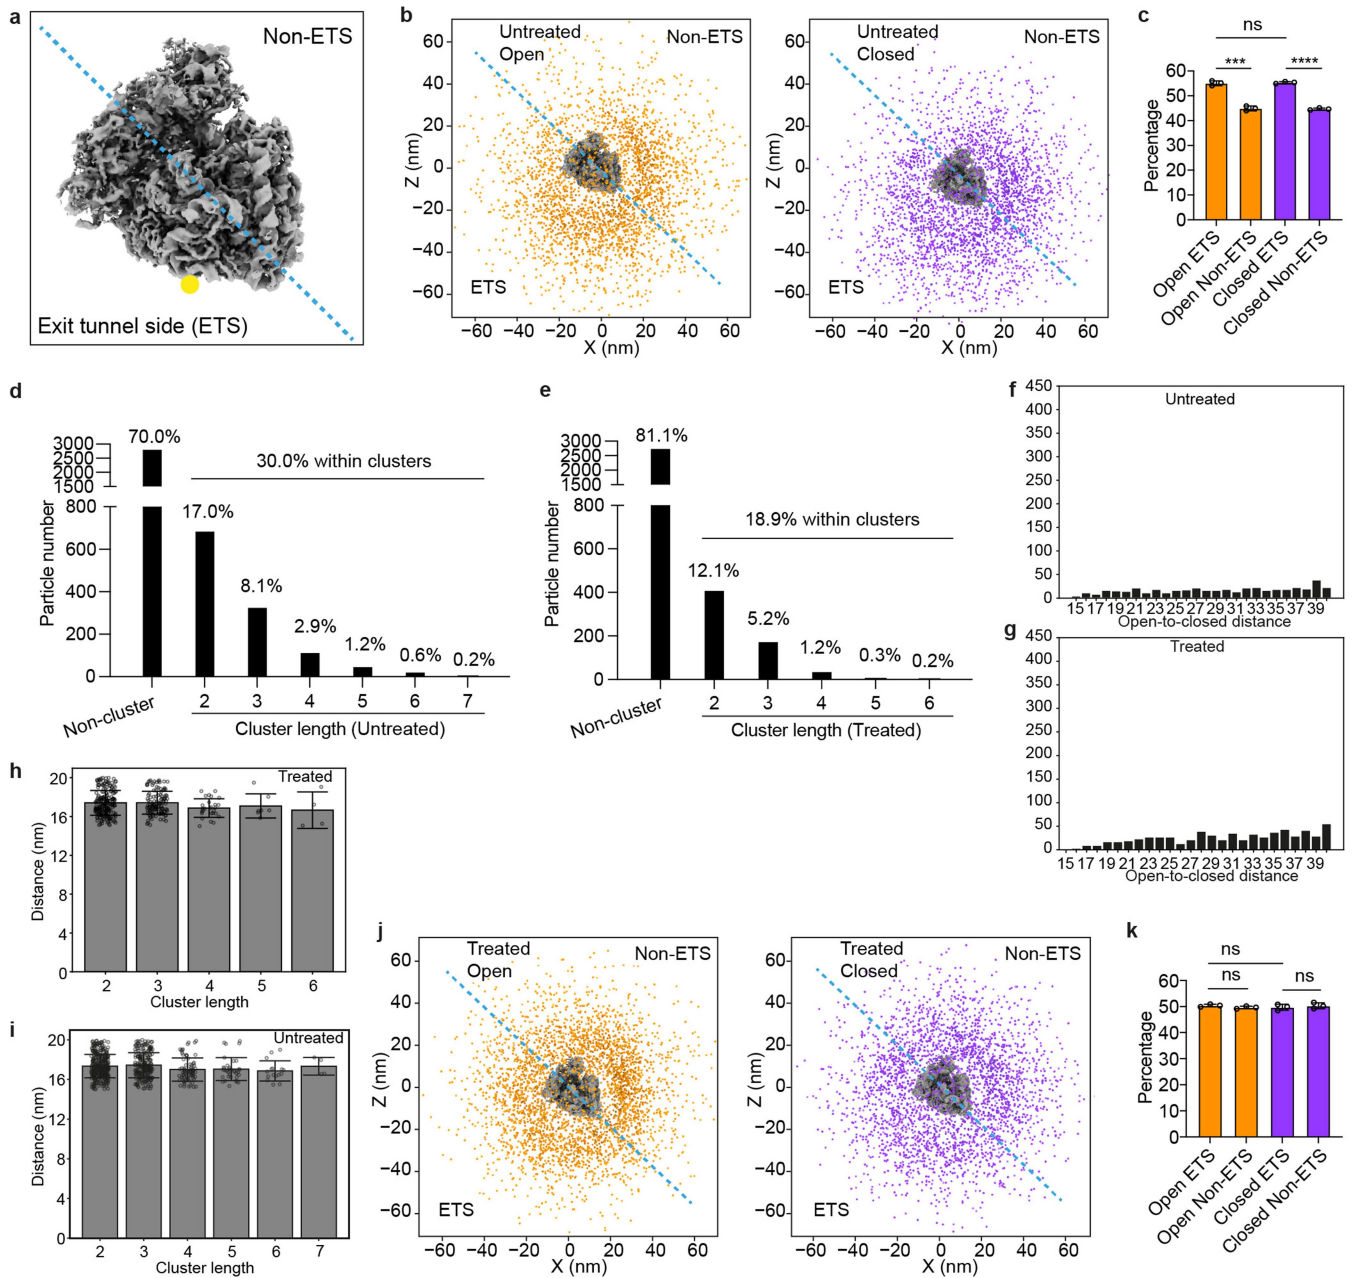 a
Non-ETS
Exit tunnel side (ETS)
b
Untreated
Open
Non-ETS
ETS
Z (nm)
60
40
20
0
−20
−40
−60
−60 −40 −20 0 20 40 60
X (nm)
Untreated
Closed
Non-ETS
ETS
Z (nm)
60
40
20
0
−20
−40
−60
−60 −40 −20 0 20 40 60
X (nm)
c
ns
*** ****
Percentage
60
50
40
30
20
10
0
Open ETS
Open Non-ETS
Closed ETS
Closed Non-ETS
d
Particle number
3000
2500
2000
1500
800
600
400
200
0
70.0%
30.0% within clusters
17.0%
8.1%
2.9%
1.2%
0.6%
0.2%
Non-cluster
2 3 4 5 6 7
Cluster length (Untreated)
e
Particle number
3000
2500
2000
1500
800
600
400
200
0
81.1%
18.9% within clusters
12.1%
5.2%
1.2%
0.3%
0.2%
Non-cluster
2 3 4 5 6
Cluster length (Treated)
f
Untreated
450
400
350
300
250
200
150
100
50
0
15 17 19 21 23 25 27 29 31 33 35 37 39
Open-to-closed distance
g
Treated
450
400
350
300
250
200
150
100
50
0
15 17 19 21 23 25 27 29 31 33 35 37 39
Open-to-closed distance
h
Treated
Distance (nm)
20
16
12
8
4
0
2 3 4 5 6
Cluster length
i
Untreated
Distance (nm)
20
16
12
8
4
0
2 3 4 5 6 7
Cluster length
j
Treated
Open
Non-ETS
ETS
Z (nm)
60
40
20
0
−20
−40
−60
−60 −40 −20 0 20 40 60
X (nm)
Treated
Closed
Non-ETS
ETS
Z (nm)
60
40
20
0
−20
−40
−60
−60 −40 −20 0 20 40 60
X (nm)
k
ns
ns ns
Percentage
60
50
40
30
20
10
0
Open ETS
Open Non-ETS
Closed ETS
Closed Non-ETS